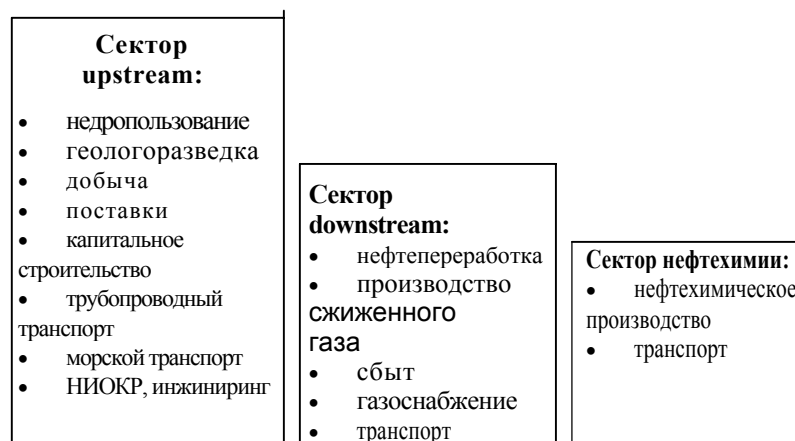 Сектор
upstream:
• недропользование
• геологоразведка
• добыча
• поставки
• капитальное
строительство
• трубопроводный
транспорт
• морской транспорт
• НИОКР, инжиниринг
Сектор
downstream:
• нефтепереработка
• производство
сжиженного
газа
• сбыт
• газоснабжение
• транспорт
Сектор нефтехимии:
• нефтехимическое
производство
• транспорт